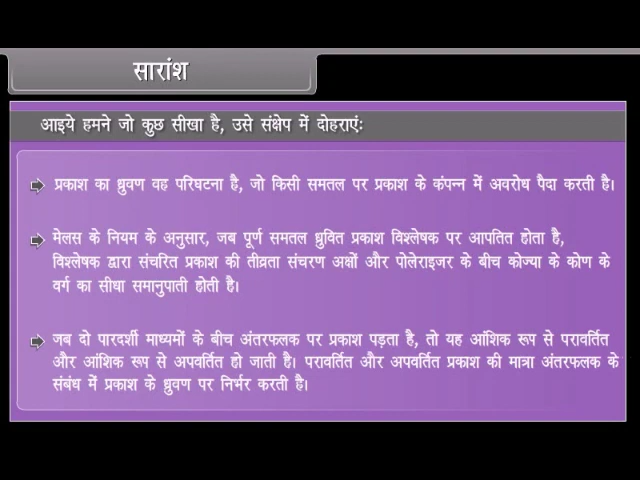 सारांश
आइये हमने जो कुछ सीखा है, उसे संक्षेप में दोहराएं:
प्रकाश का ध्रुवण वह परिघटना है, जो किसी समतल पर प्रकाश के कंपन्न में अवरोध पैदा करती है।
मेलस के नियम के अनुसार, जब पूर्ण समतल ध्रुवित प्रकाश विश्लेषक पर आपतित होता है,
विश्लेषक द्वारा संचरित प्रकाश की तीव्रता संचरण अक्षों और पोलेराइजर के बीच कोज्या के कोण के
वर्ग का सीधा समानुपाती होती है।
जब दो पारदर्शी माध्यमों के बीच अंतरफलक पर प्रकाश पड़ता है, तो यह आंशिक रूप से परावर्तित
और आंशिक रूप से अपवर्तित हो जाती है। परावर्तित और अपवर्तित प्रकाश की मात्रा अंतरफलक के
संबंध में प्रकाश के ध्रुवण पर निर्भर करती है।